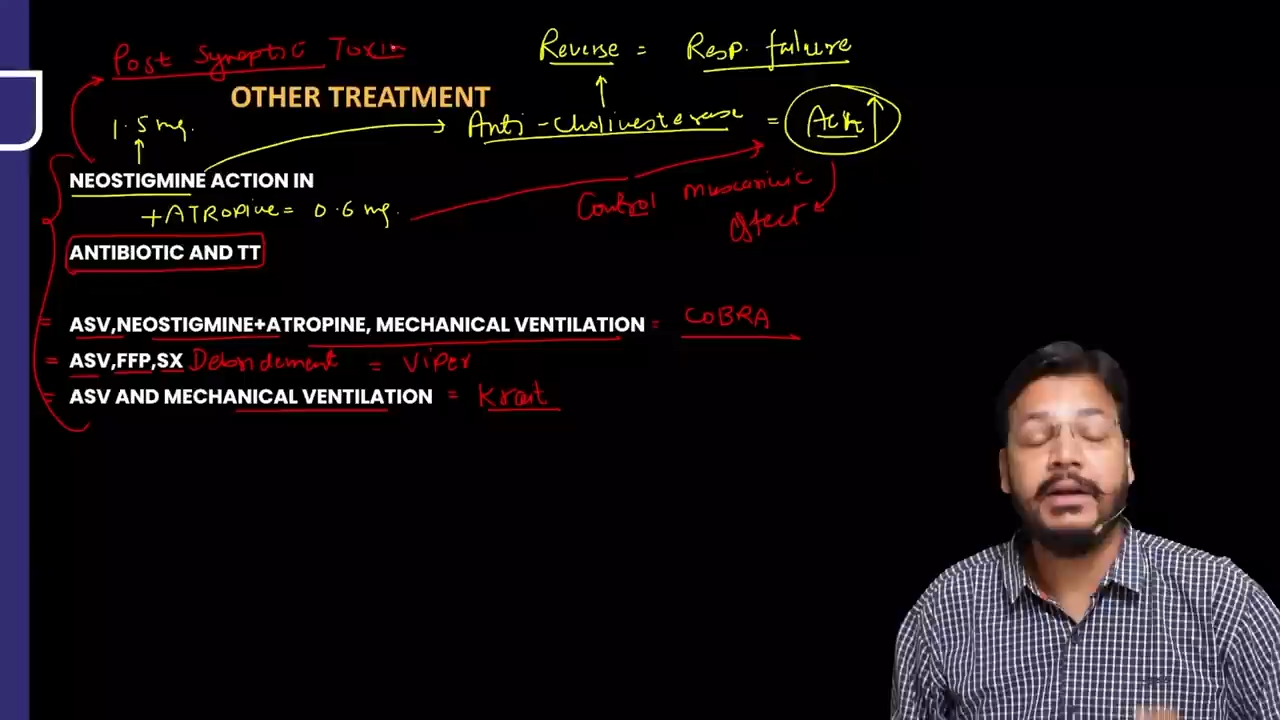 Post Synaptic Toxin
Reverse = Resp. failure
OTHER TREATMENT
1.5 mg.
Anti-cholinesterase = Ach ↑
NEOSTIGMINE ACTION IN
+ ATROPINE = 0.6 mg.
Control muscarinic
effect
ANTIBIOTIC AND TT
= ASV,NEOSTIGMINE+ATROPINE, MECHANICAL VENTILATION = COBRA
= ASV,FFP,SX Debridement = Viper
= ASV AND MECHANICAL VENTILATION = Krait